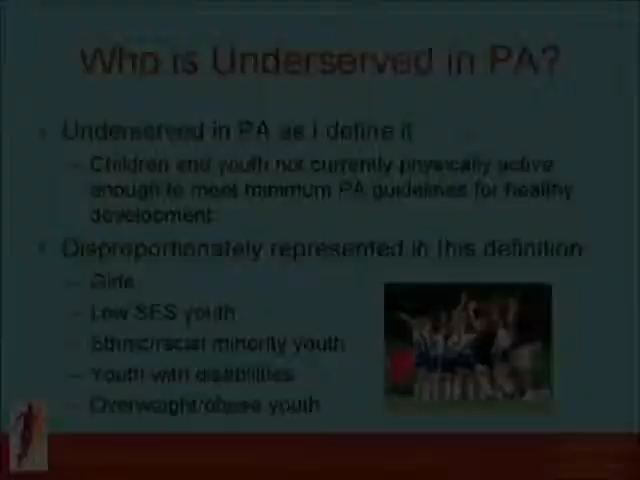 Who is Underserved in PA?
• Underserved in PA as I define it
– Children and youth not currently physically active
enough to meet minimum PA guidelines for healthy
development
• Disproportionately represented in this definition
– Girls
– Low SES youth
– Ethnic/racial minority youth
– Youth with disabilities
– Overweight/obese youth